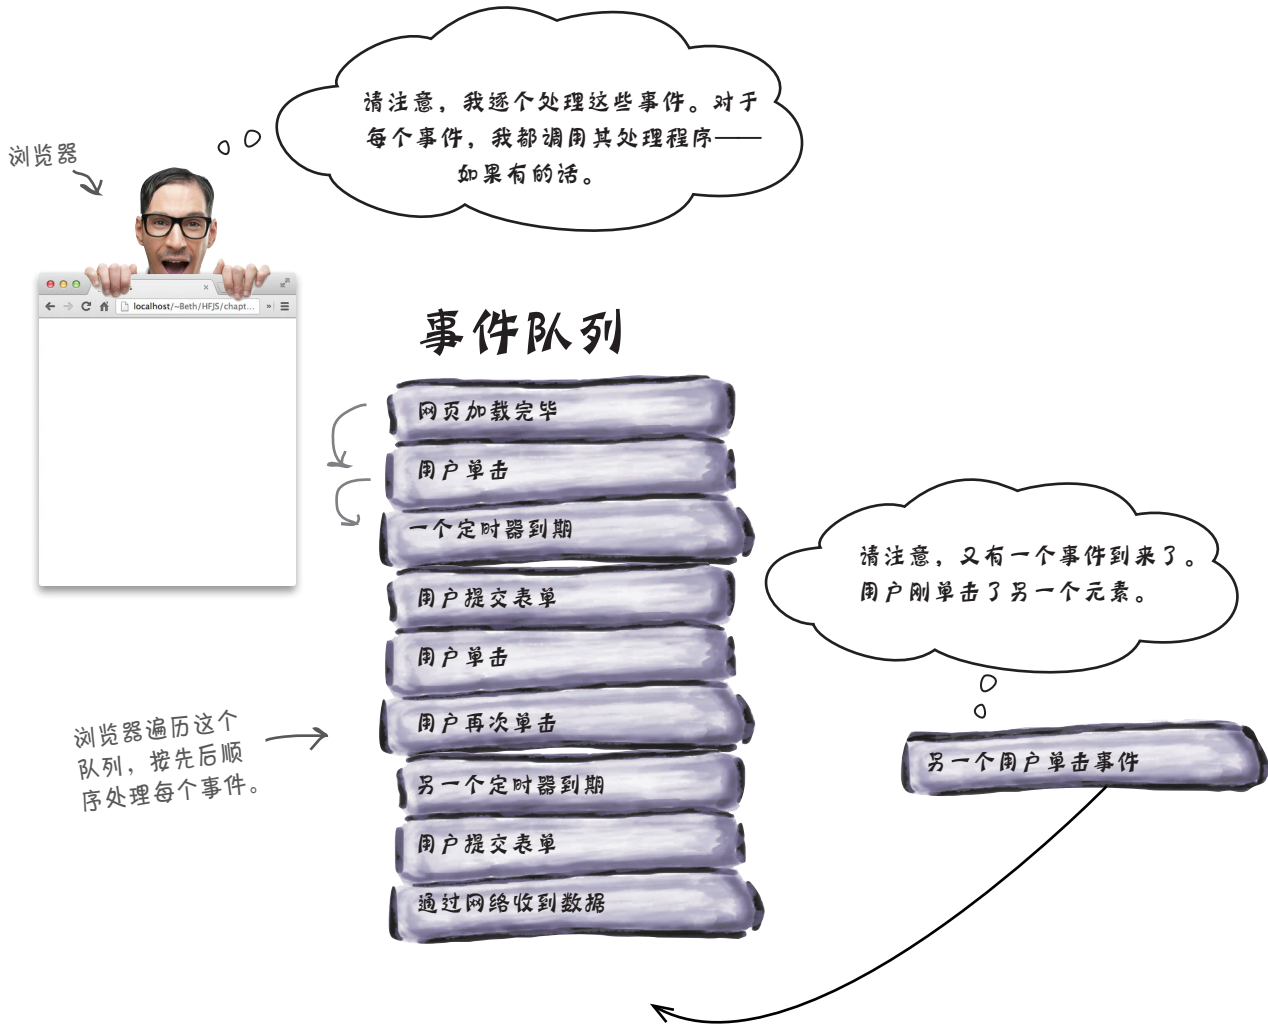 请注意，我逐个处理这些事件。对于
每个事件，我都调用其处理程序——
如果有的话。
浏览器
localhost/~Beth/HFJS/chapt...
事件队列
网页加载完毕
用户单击
一个定时器到期
用户提交表单
用户单击
用户再次单击
另一个定时器到期
用户提交表单
通过网络收到数据
浏览器遍历这个
队列，按先后顺
序处理每个事件。
请注意，又有一个事件到来了。
用户刚单击了另一个元素。
另一个用户单击事件